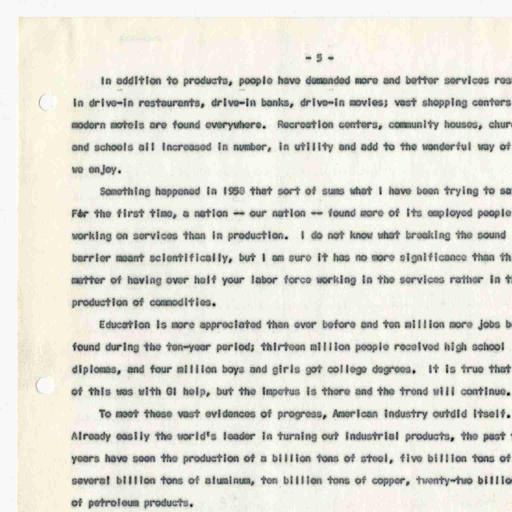 - 5 -
In addition to products, people have demanded more and better services res
in drive-in restaurants, drive-in banks, drive-in movies; vast shopping centers
modern motels are found everywhere.  Recreation centers, community houses, chur
and schools all increased in number, in utility and add to the wonderful way of
we enjoy.
Something happened in 1950 that sort of sums what I have been trying to sa
For the first time, a nation -- our nation -- found more of its employed people
working on services than in production.  I do not know what breaking the sound
barrier meant scientifically, but I am sure it has no more significance than th
matter of having over half your labor force working in the services rather in t
production of commodities.
Education is more appreciated than ever before and ten million more jobs b
found during the ten-year period; thirteen million people received high school
diplomas, and four million boys and girls got college degrees.  It is true that
of this was with GI help, but the impetus is there and the trend will continue.
To meet these vast evidences of progress, American industry outdid itself.
Already easily the world's leader in turning out industrial products, the past
years have seen the production of a billion tons of steel, five billion tons of
several billion tons of aluminum, ten billion tons of copper, twenty-two billio
of petroleum products.